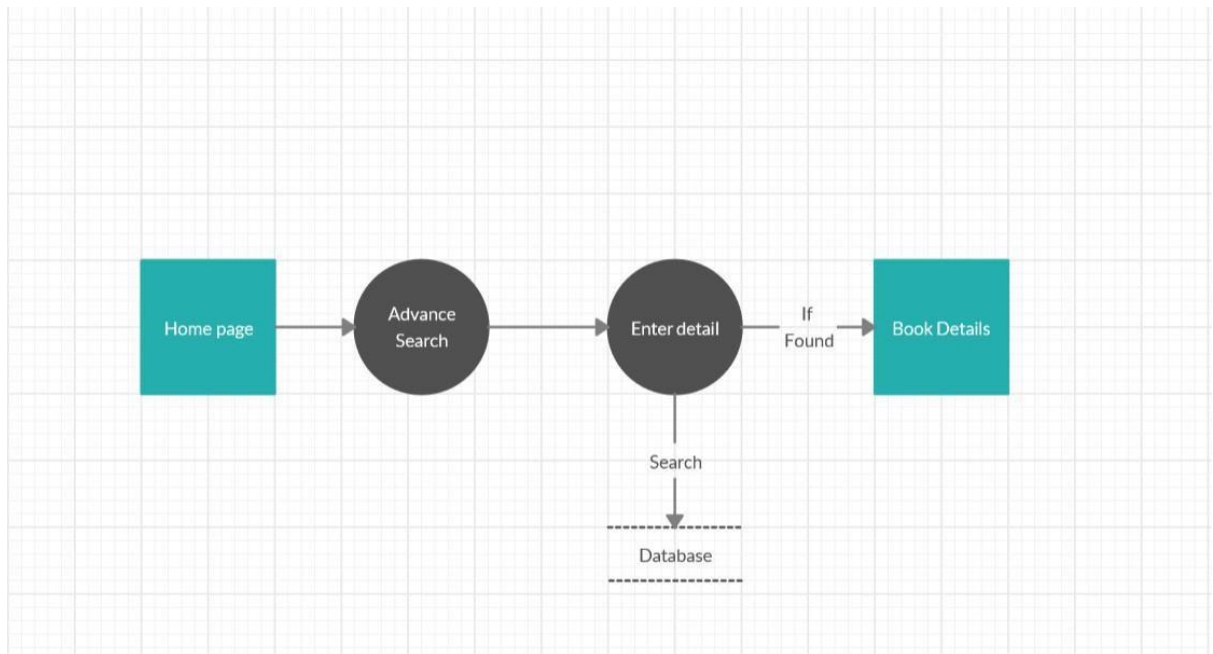 Home page
Advance
Search
Enter detail
If
Found
Book Details
Search
Database